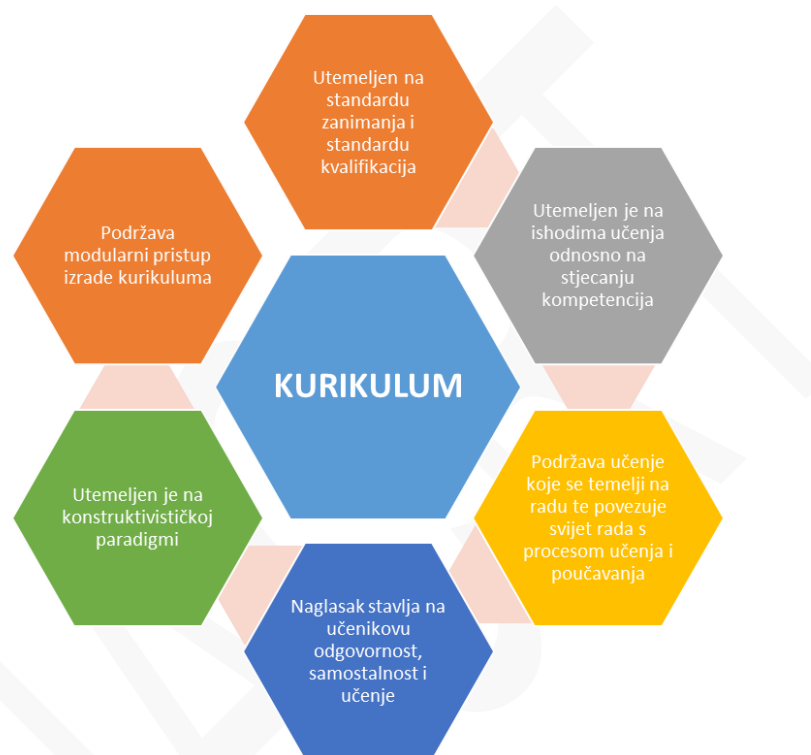 Utemeljen na
standardu
zanimanja i
standardu
kvalifikacija
Utemeljen je na
ishodima učenja
odnosno na
stjecanju
kompetencija
Podržava učenje
koje se temelji na
radu te povezuje
svijet rada s
procesom učenja i
poučavanja
Naglasak stavlja na
učenikovu
odgovornost,
samostalnost i
učenje
Utemeljen je na
konstruktivističkoj
paradigmi
Podržava
modularni pristup
izrade kurikuluma
KURIKULUM